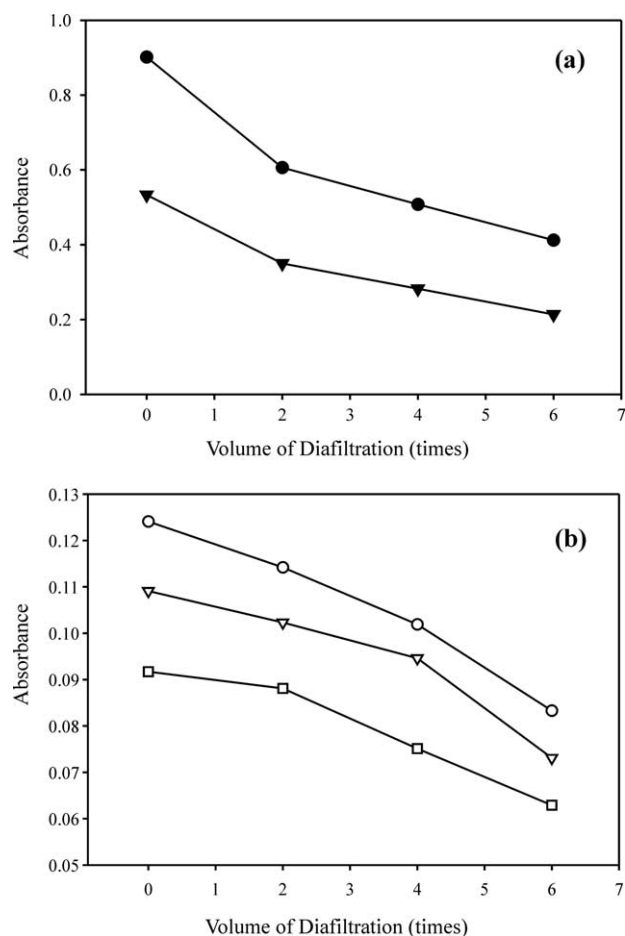 (a)
1.0
0.8
0.6
0.4
0.2
0.0
Absorbance
0 1 2 3 4 5 6 7
Volume of Diafiltration (times)
(b)
0.13
0.12
0.11
0.10
0.09
0.08
0.07
0.06
0.05
Absorbance
0 1 2 3 4 5 6 7
Volume of Diafiltration (times)